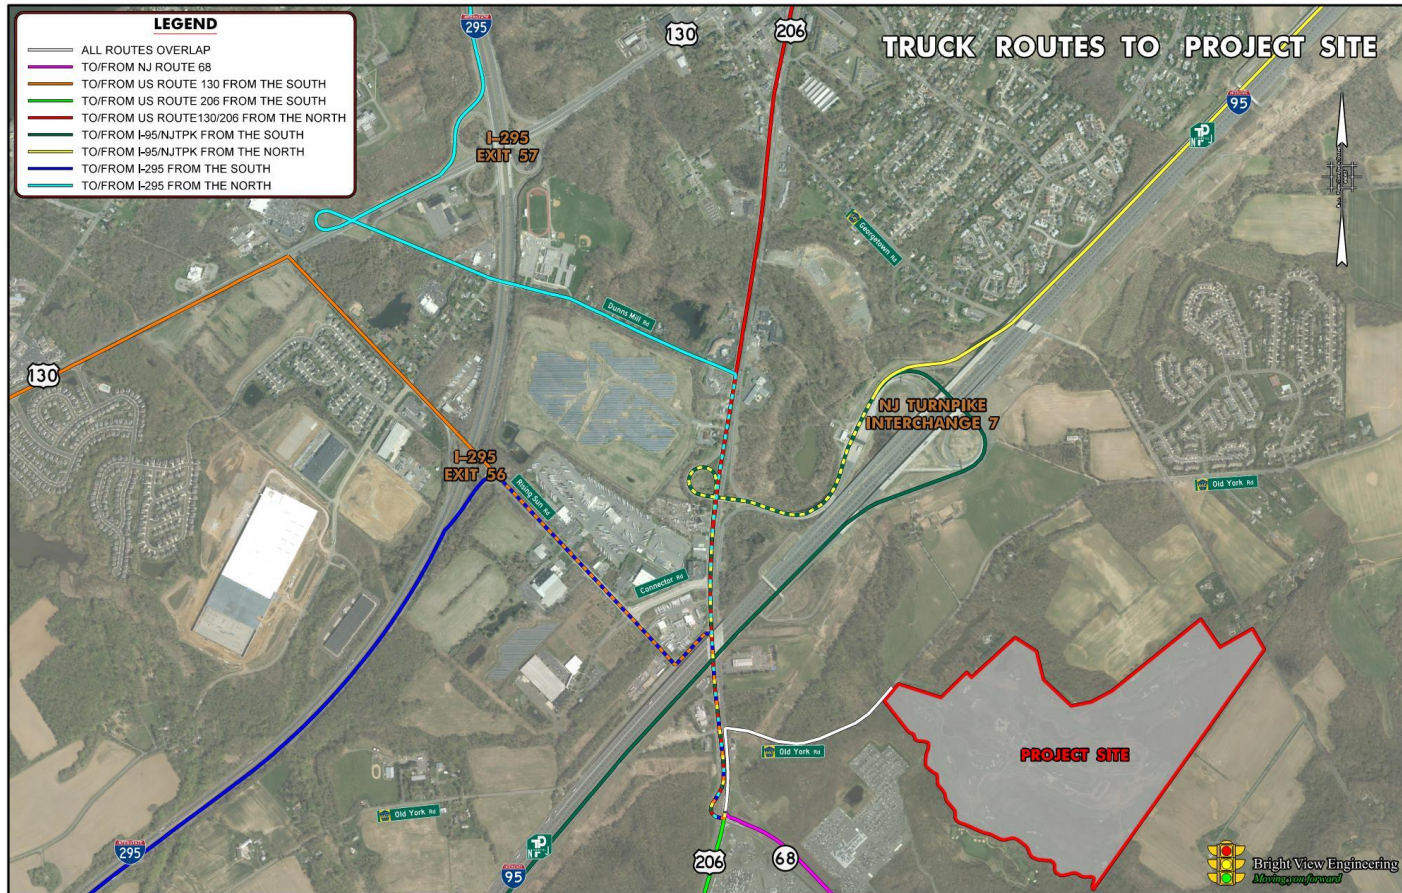 LEGEND
ALL ROUTES OVERLAP
TO/FROM NJ ROUTE 68
TO/FROM US ROUTE 130 FROM THE SOUTH
TO/FROM US ROUTE 206 FROM THE SOUTH
TO/FROM US ROUTE130/206 FROM THE NORTH
TO/FROM I-95/NJTPK FROM THE SOUTH
TO/FROM I-95/NJTPK FROM THE NORTH
TO/FROM I-295 FROM THE SOUTH
TO/FROM I-295 FROM THE NORTH
295
130
206
TRUCK ROUTES TO PROJECT SITE
95
I-295
EXIT 57
Georgetown Rd
Dunns Mill Rd
130
NJ TURNPIKE
INTERCHANGE 7
I-295
EXIT 56
Rising Sun Rd
Old York Rd
Connector Rd
Old York Rd
PROJECT SITE
Old York Rd
295
95
206
68
Bright View Engineering
Moving you forward